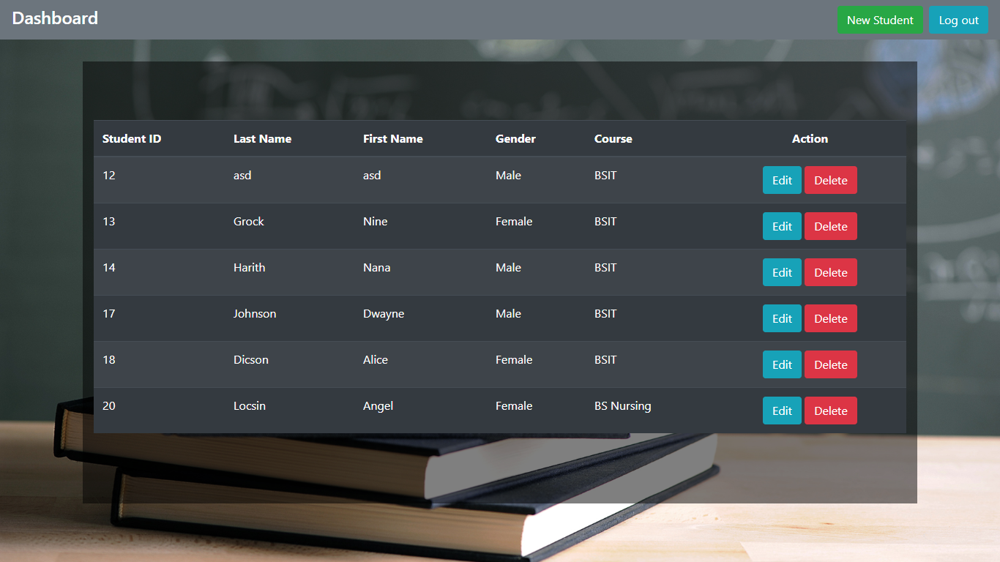 Dashboard New Student Log out
Student ID Last Name First Name Gender Course Action
12 asd asd Male BSIT Edit Delete
13 Grock Nine Female BSIT Edit Delete
14 Harith Nana Male BSIT Edit Delete
17 Johnson Dwayne Male BSIT Edit Delete
18 Dicson Alice Female BSIT Edit Delete
20 Locsin Angel Female BS Nursing Edit Delete